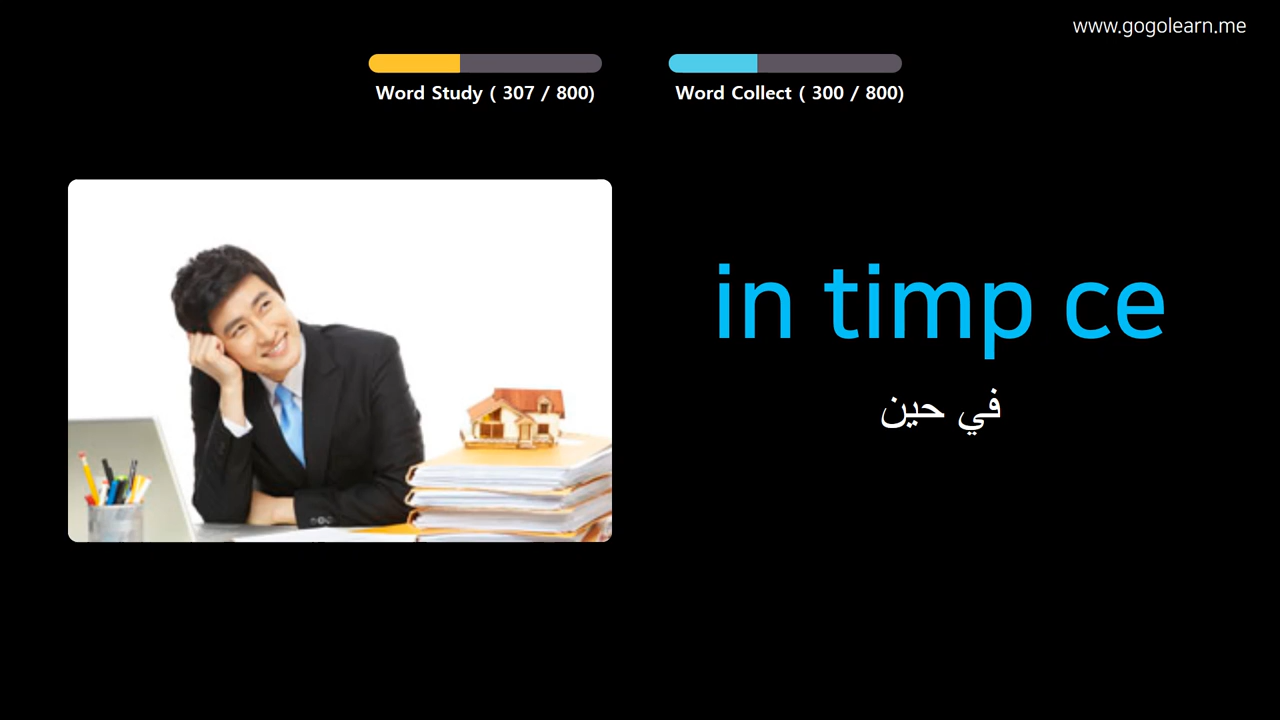 www.gogolearn.me
Word Study ( 307 / 800)
Word Collect ( 300 / 800)
in timp ce
في حين